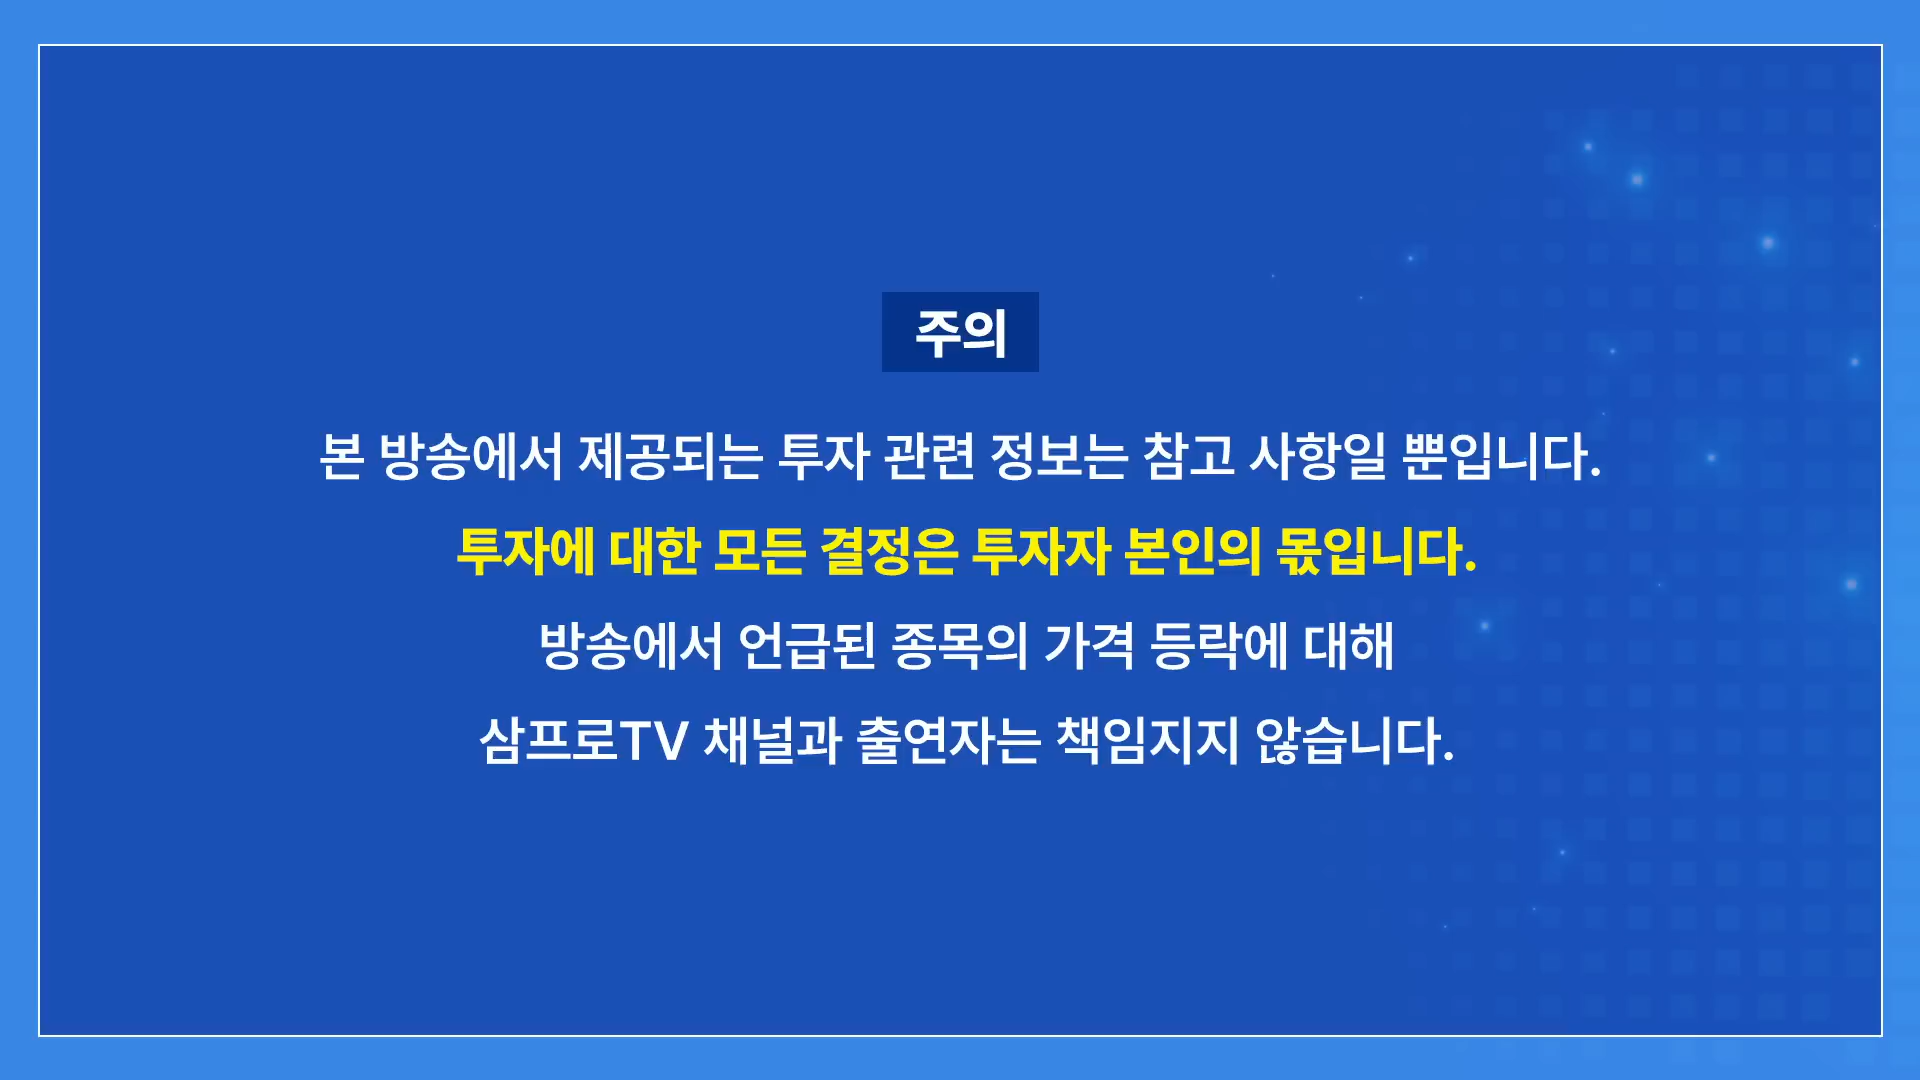 주의
본 방송에서 제공되는 투자 관련 정보는 참고 사항일 뿐입니다.
투자에 대한 모든 결정은 투자자 본인의 몫입니다.
방송에서 언급된 종목의 가격 등락에 대해
삼프로TV 채널과 출연자는 책임지지 않습니다.